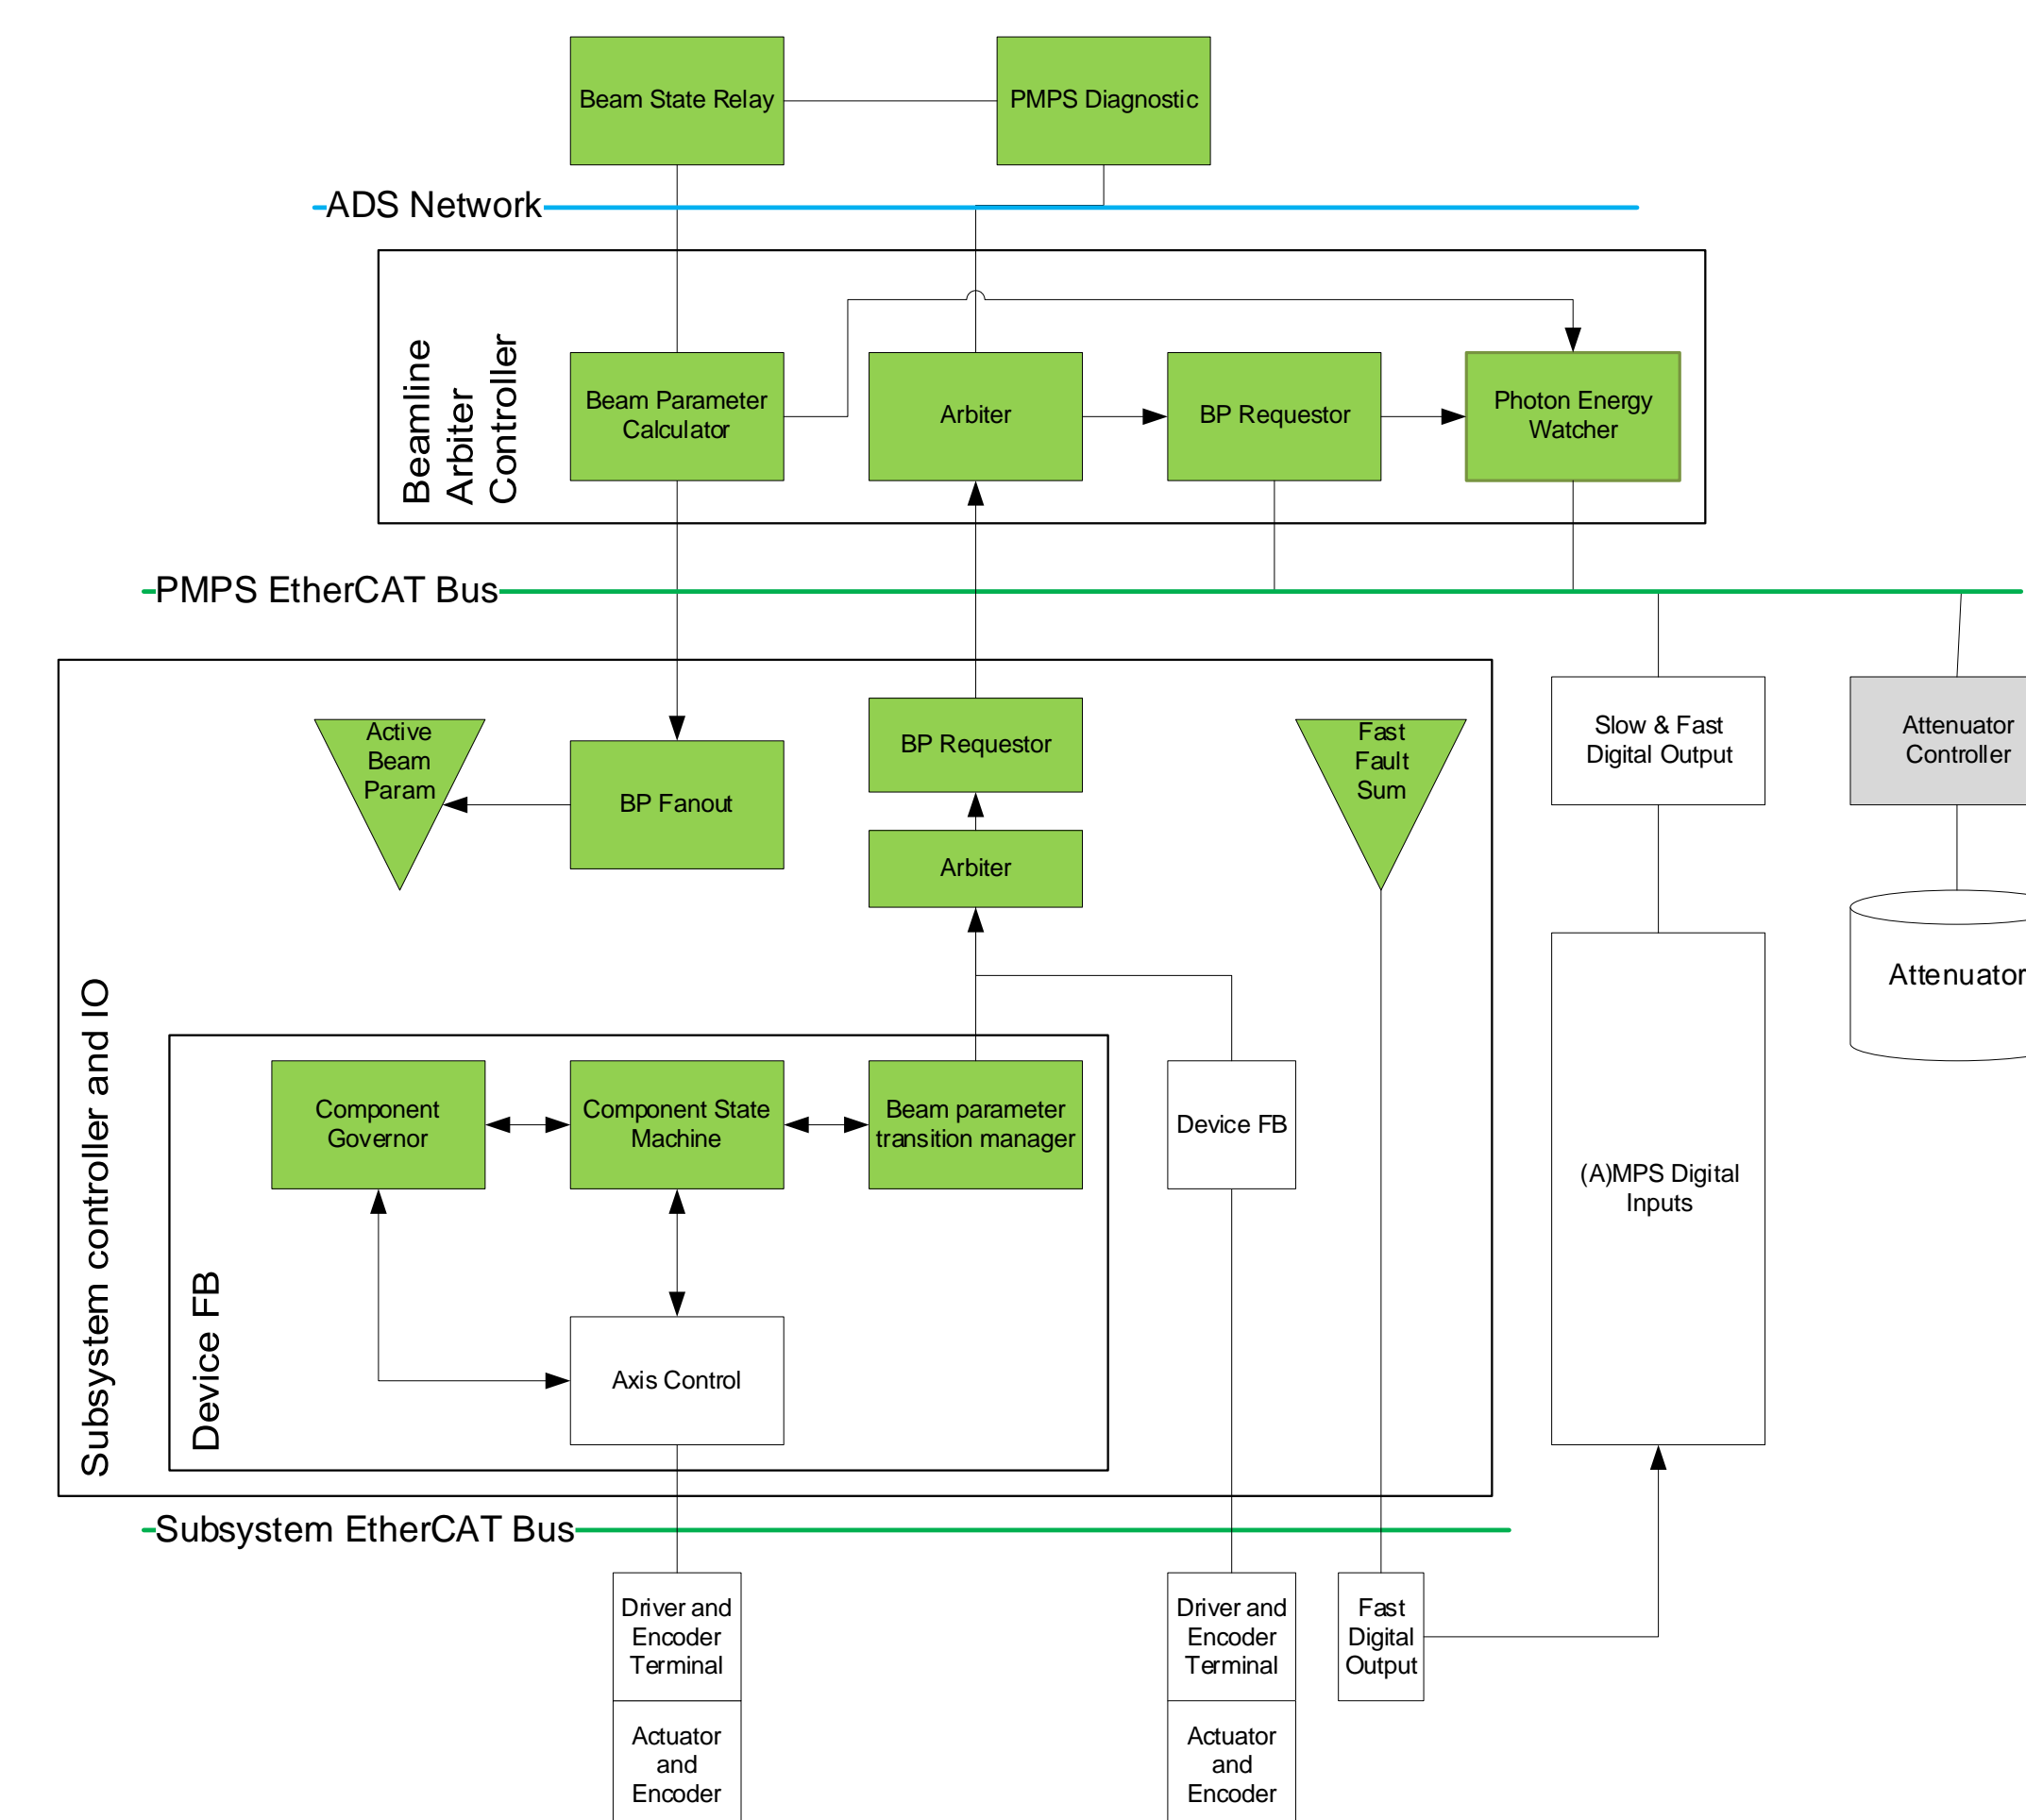 Beam State Relay
PMPS Diagnostic
ADS Network
Beamline
Arbiter
Controller
Beam Parameter
Calculator
Arbiter
BP Requestor
Photon Energy
Watcher
PMPS EtherCAT Bus
Subsystem controller and IO
Active
Beam
Param
BP Fanout
BP Requestor
Arbiter
Fast
Fault
Sum
Slow & Fast
Digital Output
Attenuator
Controller
Attenuator
Device FB
Component
Governor
Component State
Machine
Beam parameter
transition manager
Device FB
(A)MPS Digital
Inputs
Axis Control
Subsystem EtherCAT Bus
Driver and
Encoder
Terminal
Actuator
and
Encoder
Driver and
Encoder
Terminal
Actuator
and
Encoder
Fast
Digital
Output